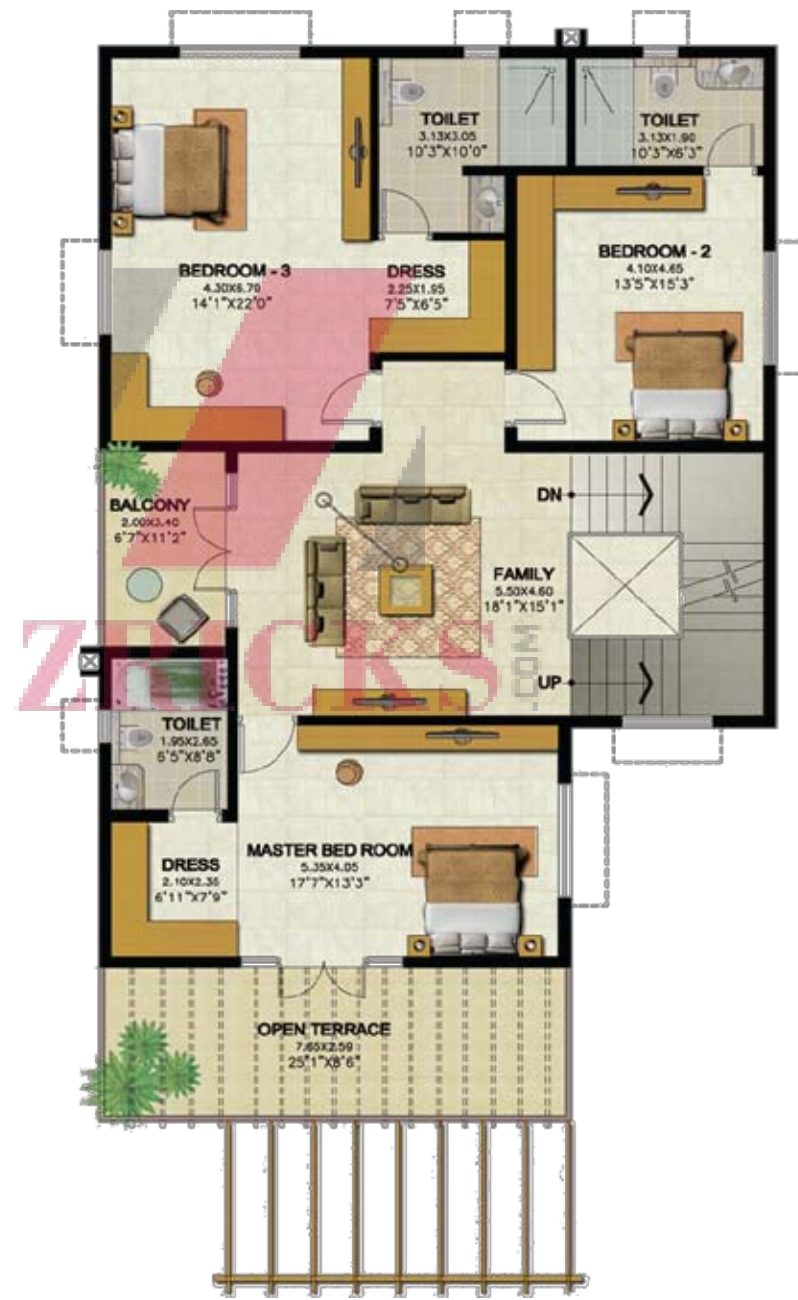 TOILET
3.13X3.05
10'3"X10'0"
TOILET
3.13X1.90
10'3"X6'3"
BEDROOM - 3
4.30X6.70
14'1"X22'0"
DRESS
2.25X1.95
7'5"X6'5"
BEDROOM - 2
4.10X4.65
13'5"X15'3"
BALCONY
2.00X3.40
6'7"X11'2"
DN
FAMILY
5.50X4.60
18'1"X15'1"
UP
ZRICKS
.COM
TOILET
1.95X2.65
6'5"X8'8"
DRESS
2.10X2.35
6'11"X7'9"
MASTER BED ROOM
5.35X4.05
17'7"X13'3"
OPEN TERRACE
7.65X2.59
25'1"X8'6"